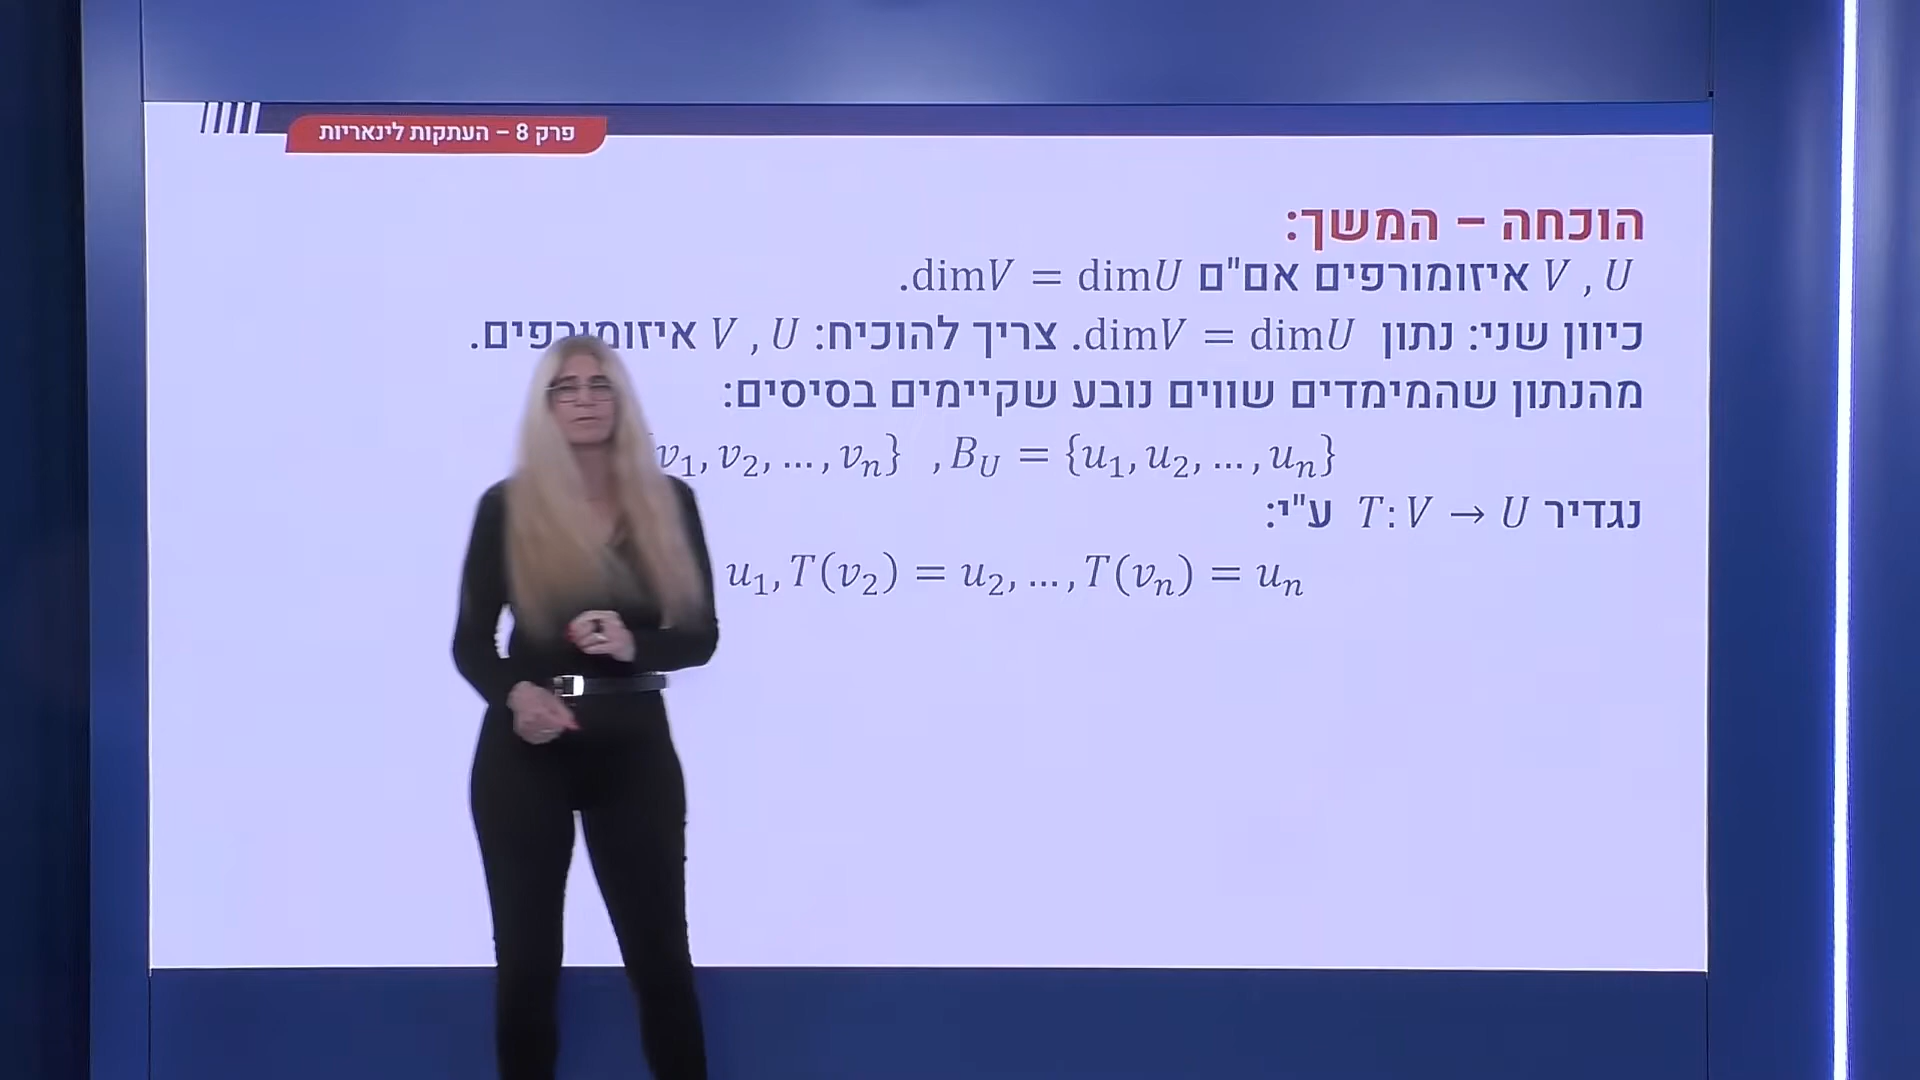 פרק 8 – העתקות לינאריות
הוכחה – המשך:
V , U איזומורפים אם"ם dimV = dimU.
כיוון שני: נתון dimV = dimU. צריך להוכיח: V , U איזומורפים.
מהנתון שהמימדים שווים נובע שקיימים בסיסים:
v₁, v₂, … , vₙ} , B_U = {u₁, u₂, … , uₙ}
נגדיר T: V → U ע"י:
u₁, T(v₂) = u₂, … , T(vₙ) = uₙ